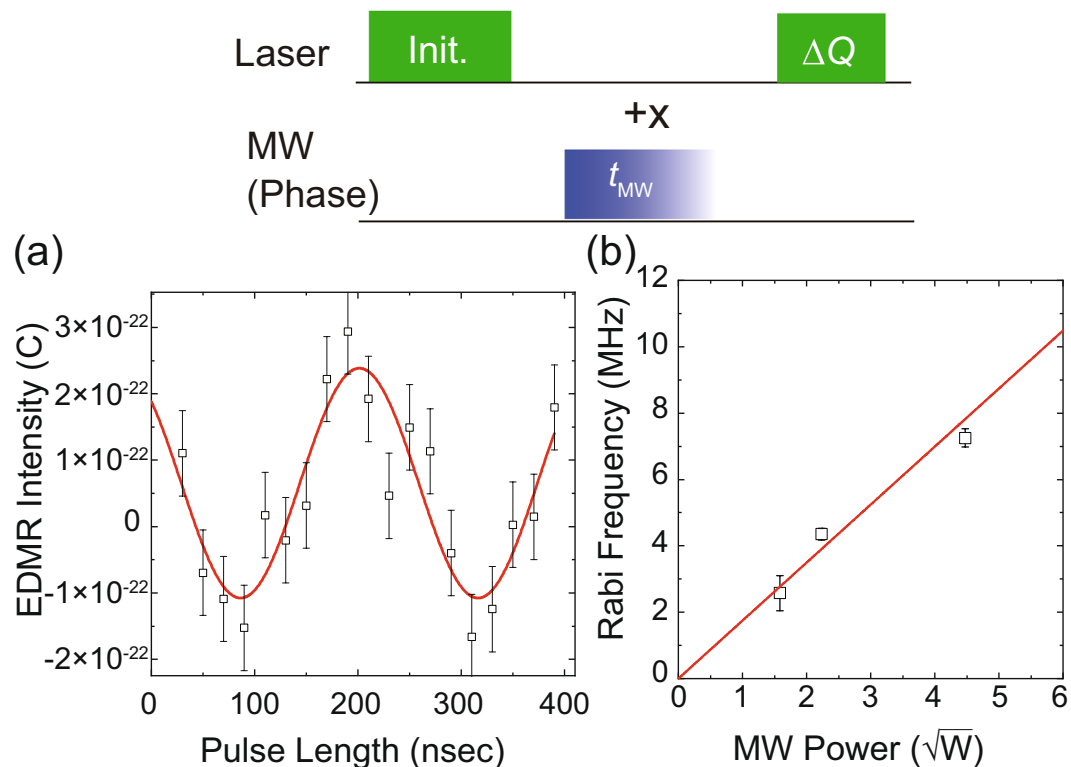 Laser
Init.
ΔQ
+x
MW
(Phase)
t_MW
(a)
(b)
EDMR Intensity (C)
3×10⁻²²
2×10⁻²²
1×10⁻²²
0
-1×10⁻²²
-2×10⁻²²
0 100 200 300 400
Pulse Length (nsec)
Rabi Frequency (MHz)
12
10
8
6
4
2
0
0 1 2 3 4 5 6
MW Power (√W)